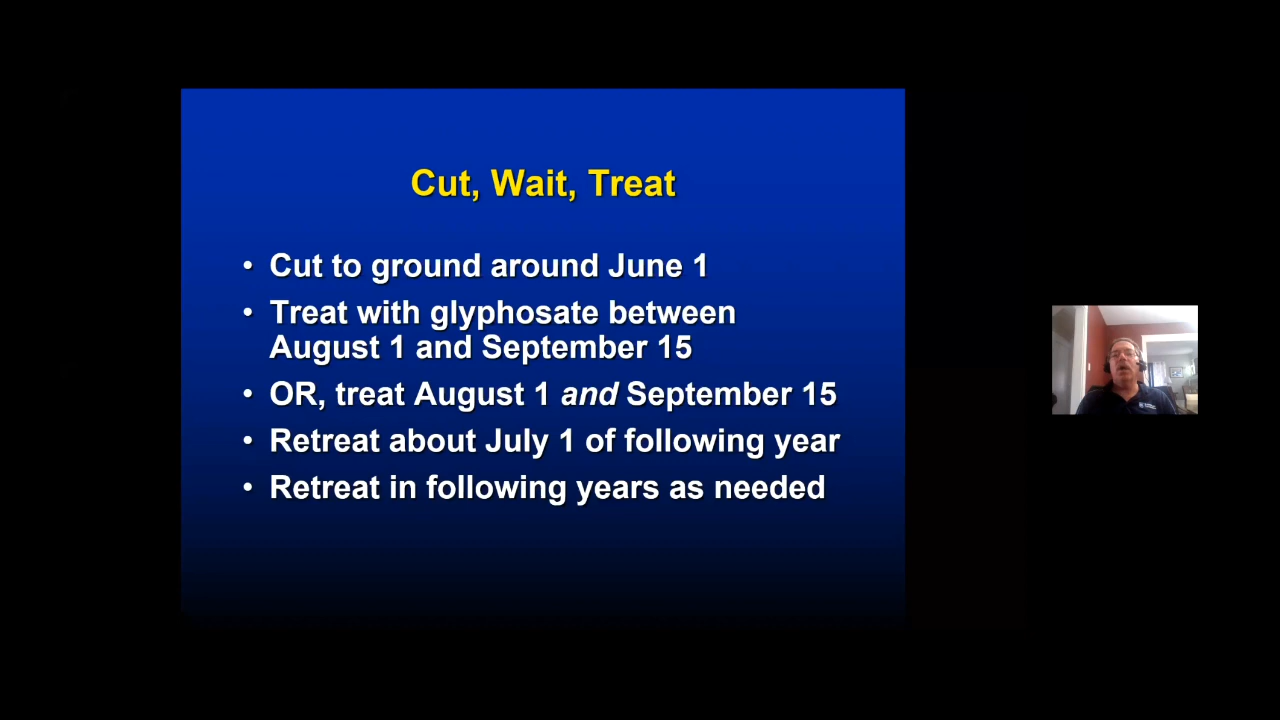 Cut, Wait, Treat
• Cut to ground around June 1
• Treat with glyphosate between
August 1 and September 15
• OR, treat August 1 and September 15
• Retreat about July 1 of following year
• Retreat in following years as needed